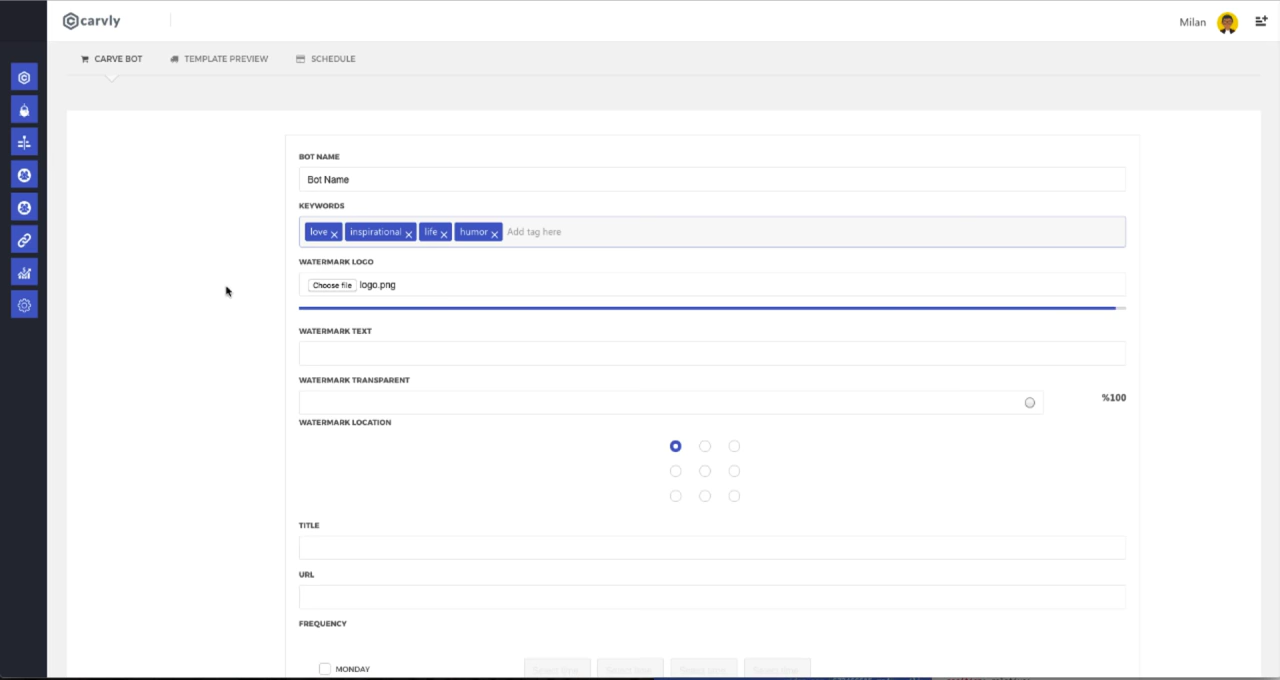 carvly
Milan
CARVE BOT TEMPLATE PREVIEW SCHEDULE
BOT NAME
Bot Name
KEYWORDS
love inspirational life humor Add tag here
WATERMARK LOGO
Choose file logo.png
WATERMARK TEXT
WATERMARK TRANSPARENT
%100
WATERMARK LOCATION
TITLE
URL
FREQUENCY
MONDAY